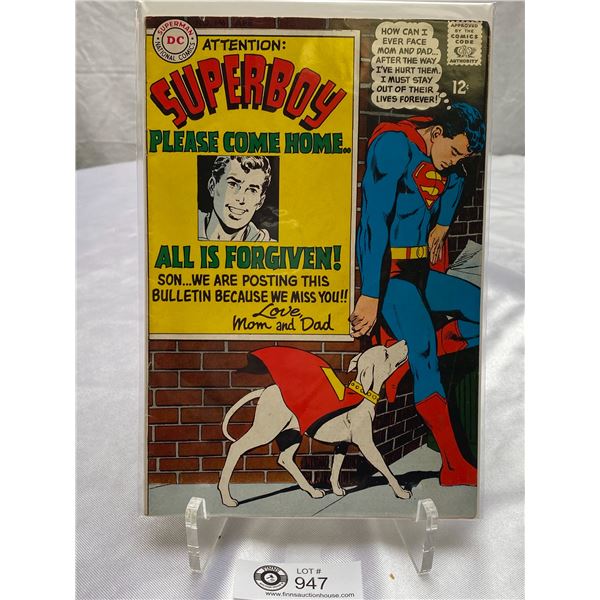 SUPERMAN
DC
NATIONAL COMICS
ATTENTION:
SUPERBOY
PLEASE COME HOME..
ALL IS FORGIVEN!
SON...WE ARE POSTING THIS
BULLETIN BECAUSE WE MISS YOU!!
Love,
Mom and Dad
HOW CAN I
EVER FACE
MOM AND DAD...
AFTER THE WAY
I'VE HURT THEM.
I MUST STAY
OUT OF THEIR
LIVES FOREVER!
APPROVED
BY THE
COMICS
CODE
AUTHORITY
12¢
S
LOT #
947
www.finnsauctionhouse.com